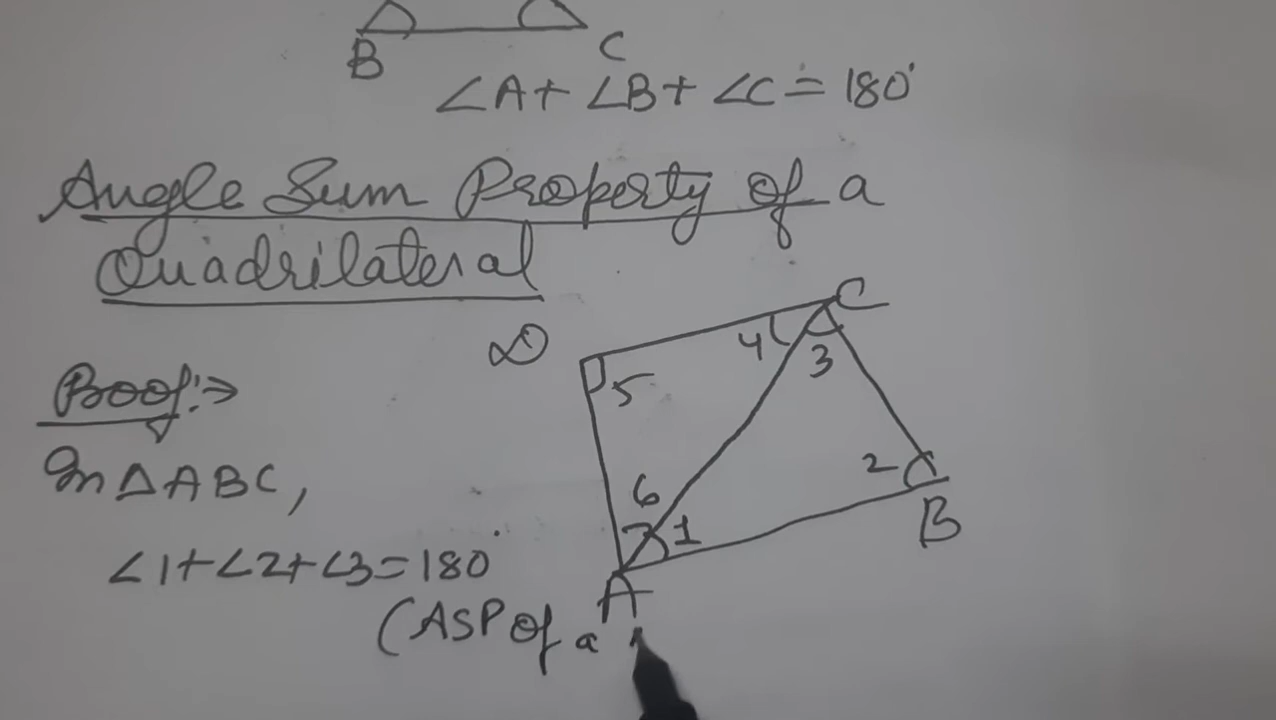 B C
∠A + ∠B + ∠C = 180°
Angle Sum Property of a
Quadrilateral
D C
4 3
5
Proof:⇒
In △ABC,
2
6
1
B
∠1+∠2+∠3=180°
A
(ASP of a